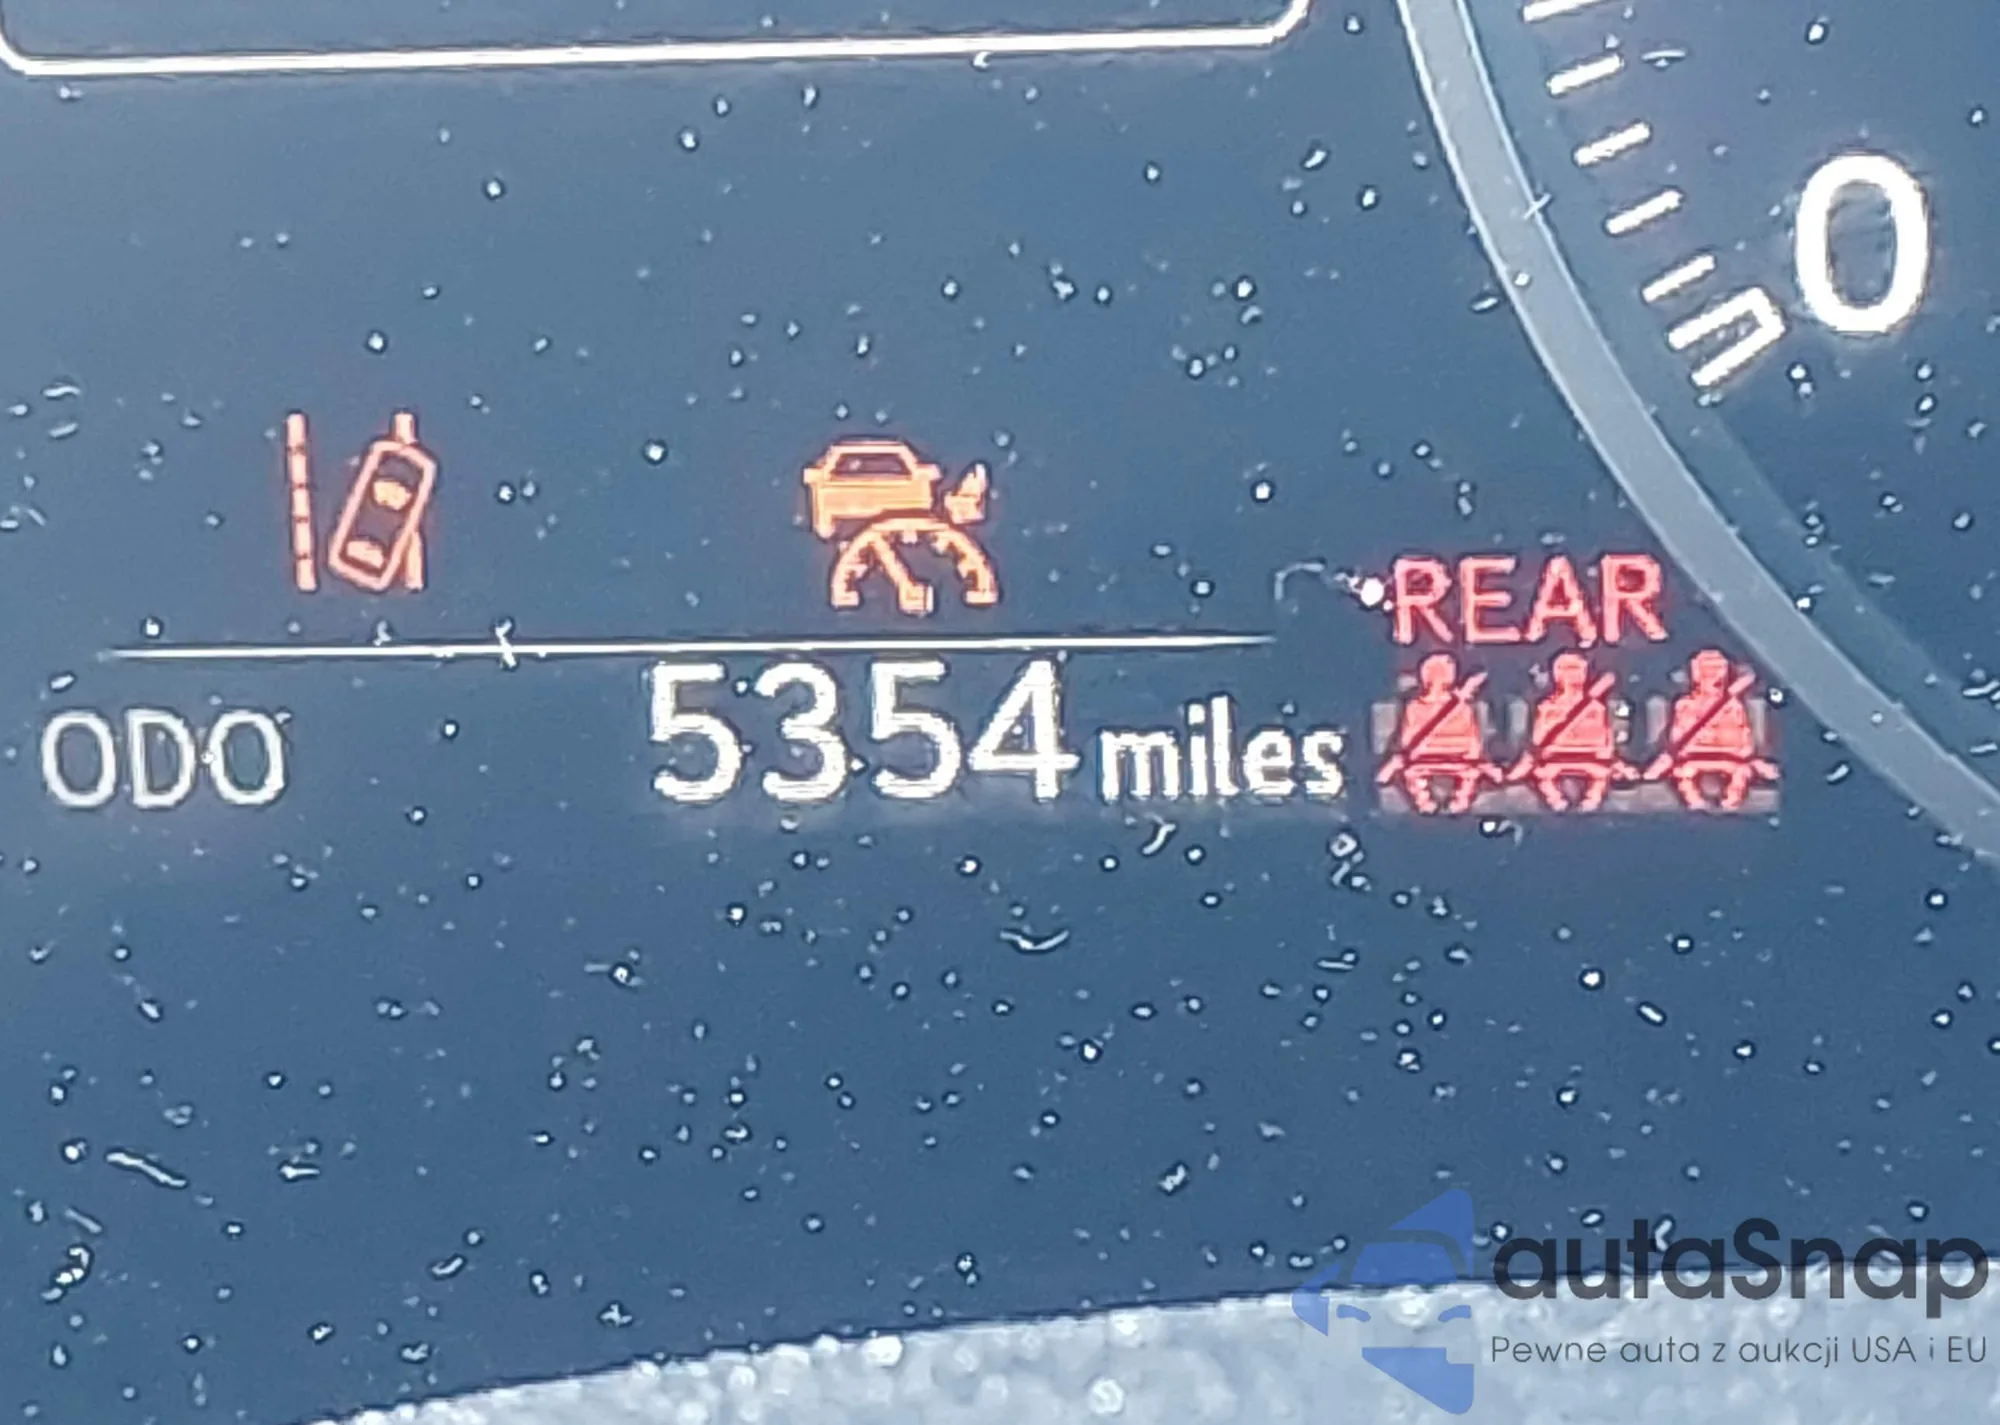 0
REAR
ODO 5354 miles
autaSnap
Pewne auta z aukcji USA i EU